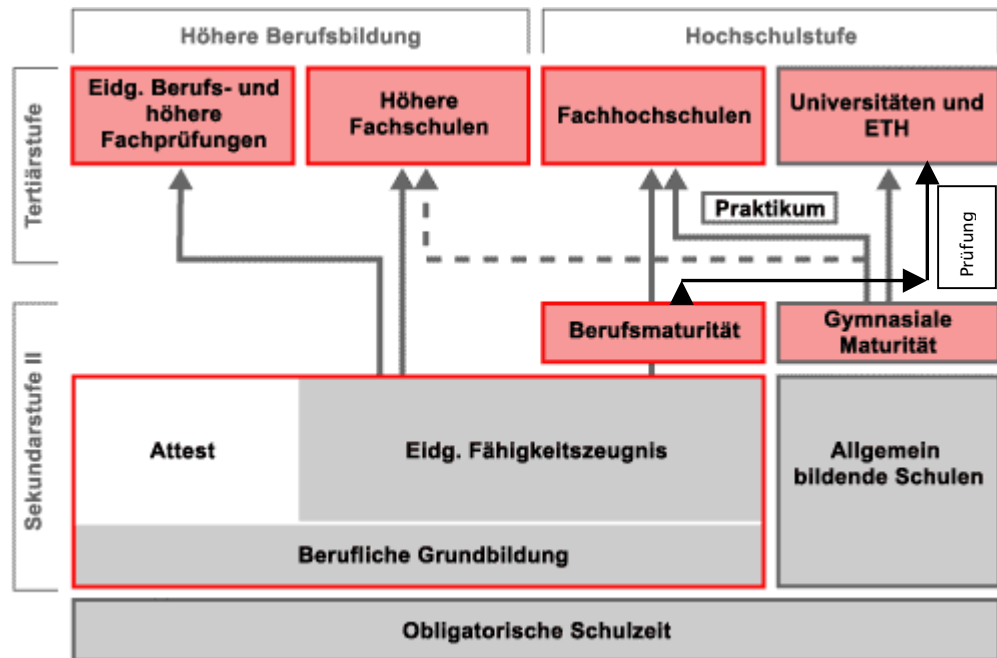 Höhere Berufsbildung
Hochschulstufe
Tertiärstufe
Eidg. Berufs- und
höhere
Fachprüfungen
Höhere
Fachschulen
Fachhochschulen
Universitäten und
ETH
Praktikum
Prüfung
Sekundarstufe II
Berufsmaturität
Gymnasiale
Maturität
Attest
Eidg. Fähigkeitszeugnis
Allgemein
bildende Schulen
Berufliche Grundbildung
Obligatorische Schulzeit